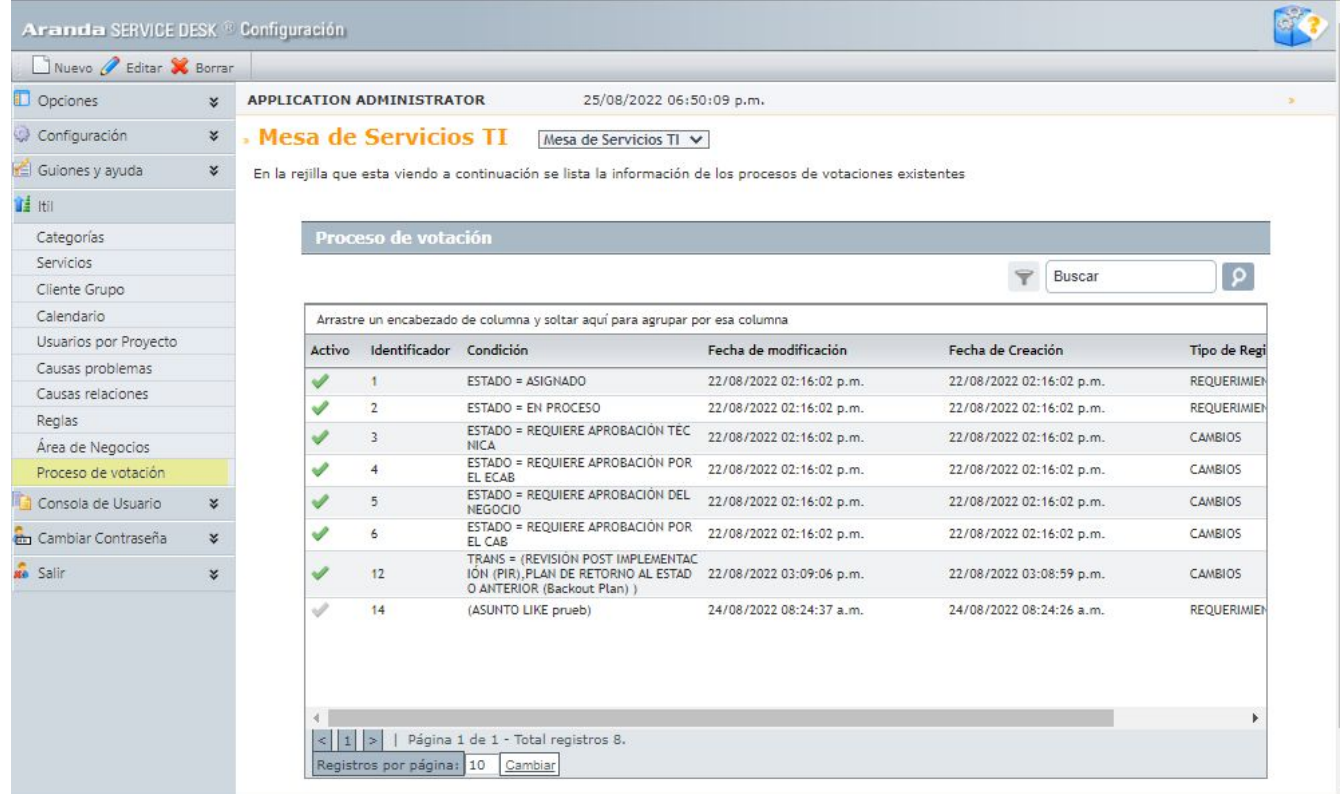 Aranda SERVICE DESK ® Configuración
Nuevo Editar Borrar
Opciones
Configuración
Guiones y ayuda
Itil
Categorías
Servicios
Cliente Grupo
Calendario
Usuarios por Proyecto
Causas problemas
Causas relaciones
Reglas
Área de Negocios
Proceso de votación
Consola de Usuario
Cambiar Contraseña
Salir
APPLICATION ADMINISTRATOR 25/08/2022 06:50:09 p.m.
Mesa de Servicios TI Mesa de Servicios TI
En la rejilla que esta viendo a continuación se lista la información de los procesos de votaciones existentes
Proceso de votación
Buscar
Arrastre un encabezado de columna y soltar aquí para agrupar por esa columna
Activo Identificador Condición Fecha de modificación Fecha de Creación Tipo de Regi
1 ESTADO = ASIGNADO 22/08/2022 02:16:02 p.m. 22/08/2022 02:16:02 p.m. REQUERIMIEN
2 ESTADO = EN PROCESO 22/08/2022 02:16:02 p.m. 22/08/2022 02:16:02 p.m. REQUERIMIEN
3 ESTADO = REQUIERE APROBACIÓN TÉC
NICA 22/08/2022 02:16:02 p.m. 22/08/2022 02:16:02 p.m. CAMBIOS
4 ESTADO = REQUIERE APROBACIÓN POR
EL ECAB 22/08/2022 02:16:02 p.m. 22/08/2022 02:16:02 p.m. CAMBIOS
5 ESTADO = REQUIERE APROBACIÓN DEL
NEGOCIO 22/08/2022 02:16:02 p.m. 22/08/2022 02:16:02 p.m. CAMBIOS
6 ESTADO = REQUIERE APROBACIÓN POR
EL CAB 22/08/2022 02:16:02 p.m. 22/08/2022 02:16:02 p.m. CAMBIOS
TRANS = (REVISIÓN POST IMPLEMENTAC
12 IÓN (PIR),PLAN DE RETORNO AL ESTAD 22/08/2022 03:09:06 p.m. 22/08/2022 03:08:59 p.m. CAMBIOS
O ANTERIOR (Backout Plan) )
14 (ASUNTO LIKE prueb) 24/08/2022 08:24:37 a.m. 24/08/2022 08:24:26 a.m. REQUERIMIEN
< 1 > | Página 1 de 1 - Total registros 8.
Registros por página: 10 Cambiar